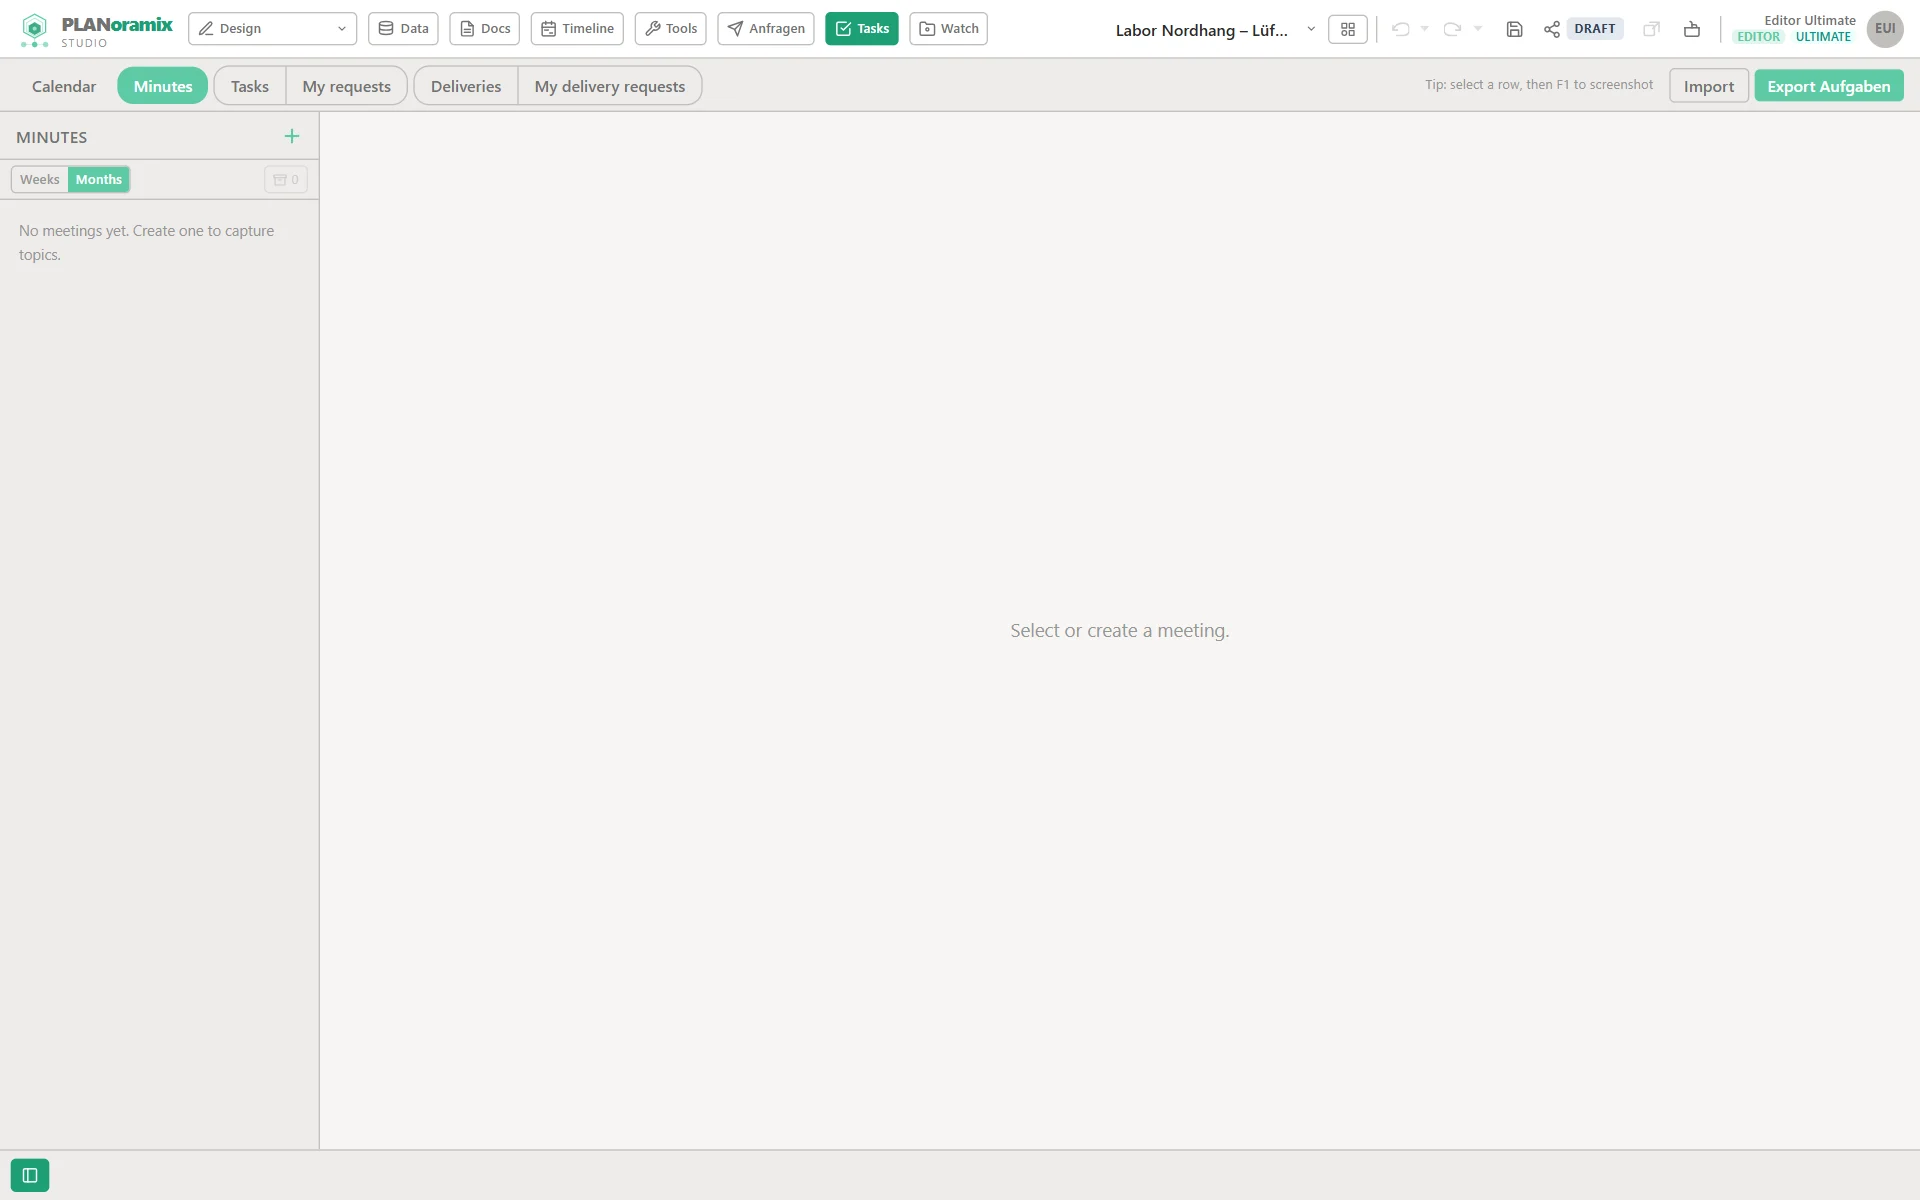 PLANoramix
STUDIO
Design
Data
Docs
Timeline
Tools
Anfragen
Tasks
Watch
Labor Nordhang – Lüf...
DRAFT
Editor Ultimate
EDITOR ULTIMATE
EUI
Calendar
Minutes
Tasks
My requests
Deliveries
My delivery requests
Tip: select a row, then F1 to screenshot
Import
Export Aufgaben
MINUTES
Weeks
Months
0
No meetings yet. Create one to capture
topics.
Select or create a meeting.